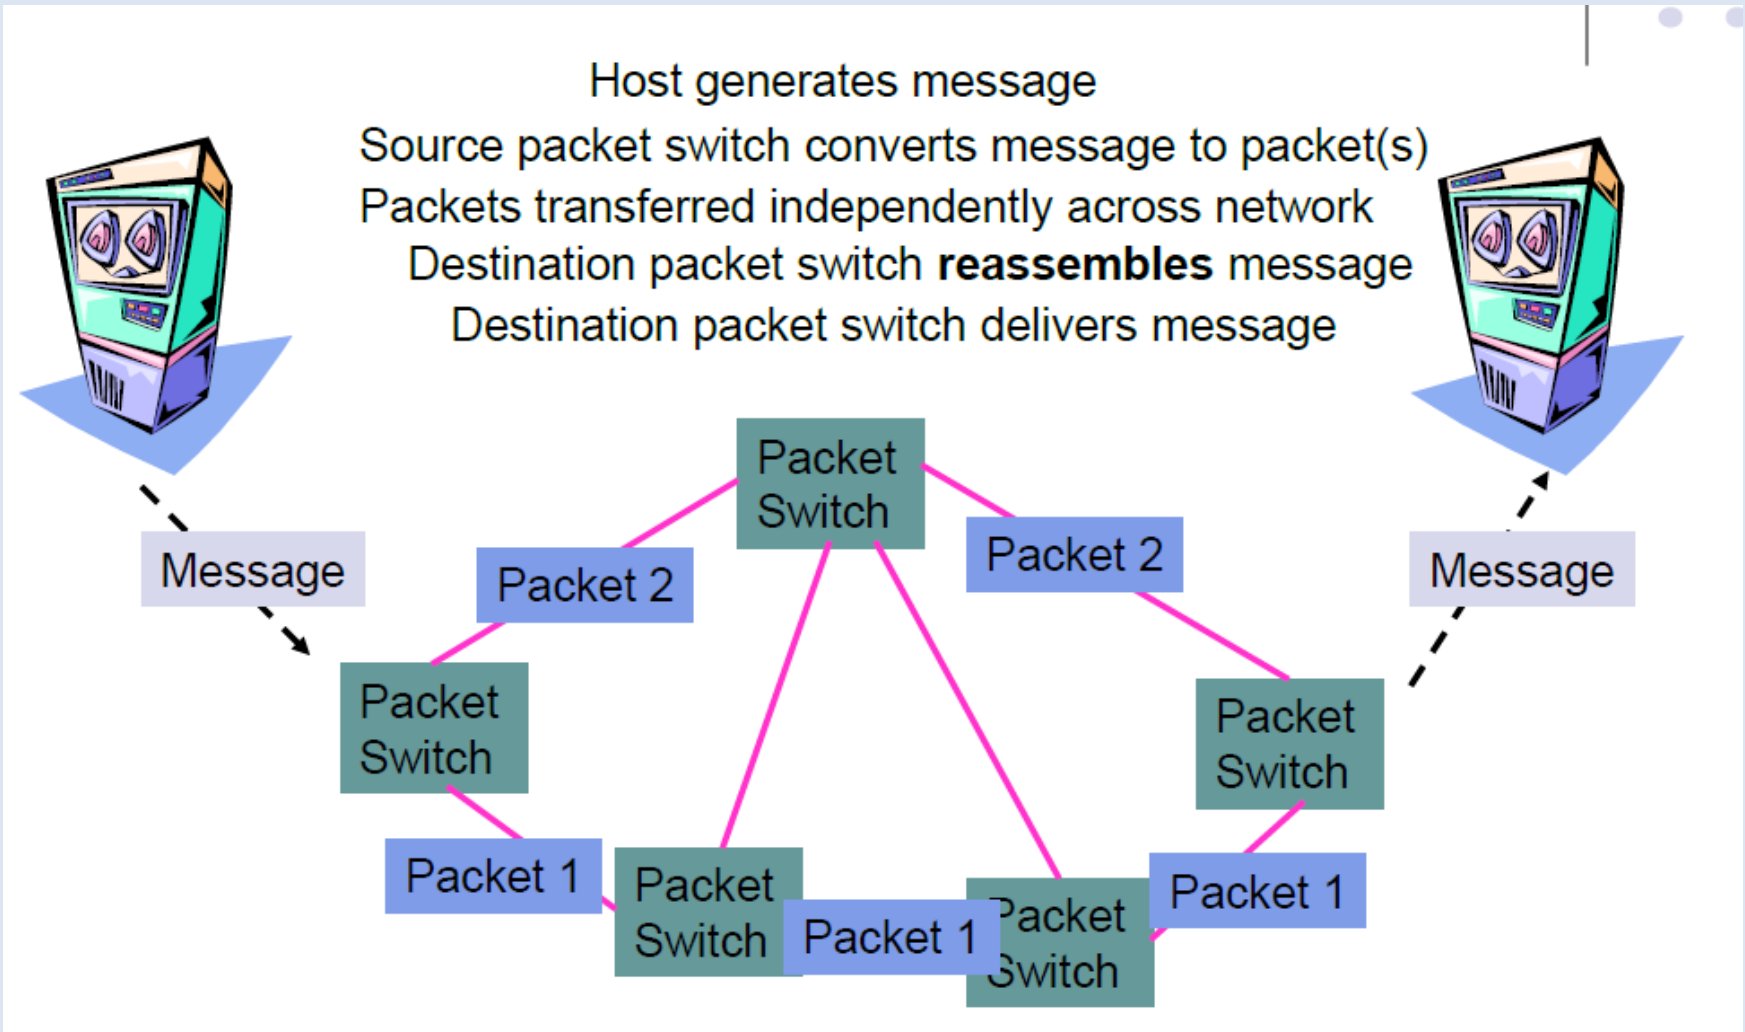 Host generates message
Source packet switch converts message to packet(s)
Packets transferred independently across network
Destination packet switch reassembles message
Destination packet switch delivers message
Packet
Switch
Packet 2
Packet 2
Message
Message
Packet
Switch
Packet
Switch
Packet 1
Packet
Switch
Packet 1
Packet
Switch
Packet 1